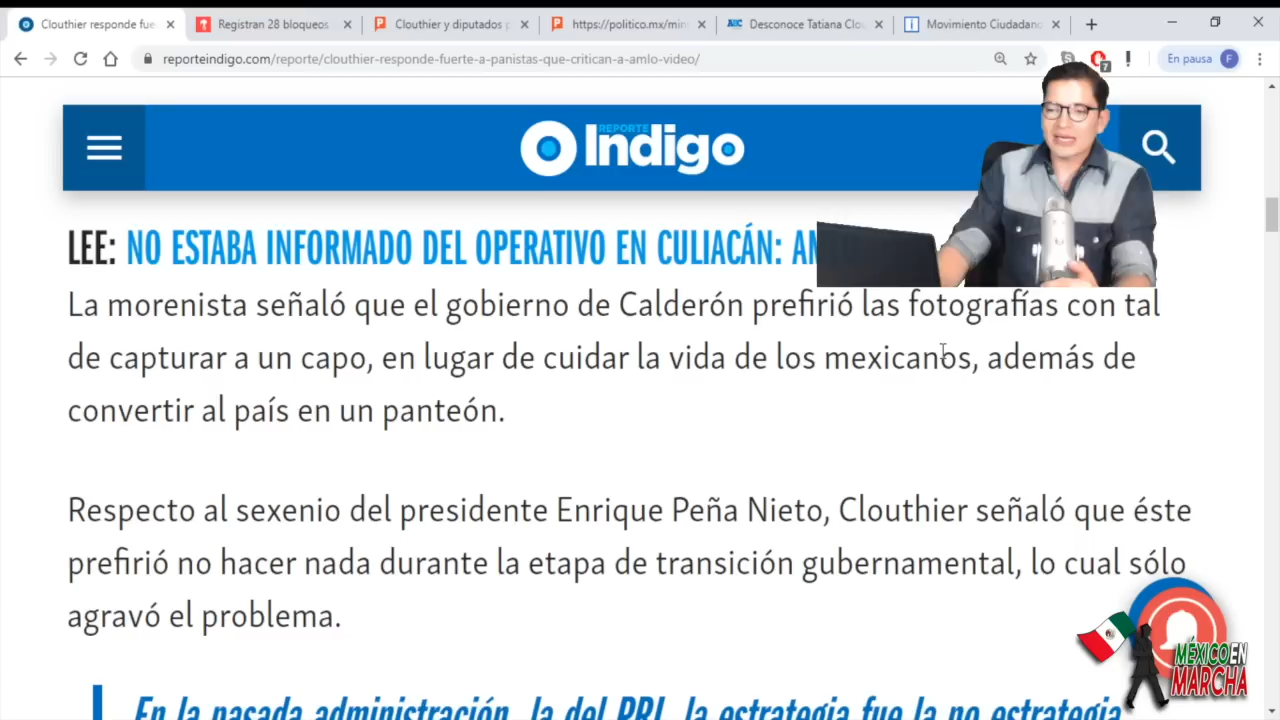 Clouthier responde fue
Registran 28 bloqueos
Clouthier y diputados p
https://politico.mx/min
ABC Desconoce Tatiana Clou
Movimiento Ciudadano
reporteindigo.com/reporte/clouthier-responde-fuerte-a-panistas-que-critican-a-amlo-video/
7
En pausa F
REPORTE
Indigo
LEE: NO ESTABA INFORMADO DEL OPERATIVO EN CULIACÁN:
La morenista señaló que el gobierno de Calderón prefirió las fotografías con tal
de capturar a un capo, en lugar de cuidar la vida de los mexicanos, además de
convertir al país en un panteón.
Respecto al sexenio del presidente Enrique Peña Nieto, Clouthier señaló que éste
prefirió no hacer nada durante la etapa de transición gubernamental, lo cual sólo
agravó el problema.
MÉXICO EN
MARCHA
En la pasada administración, la del PRI, la estrategia fue la no estrategia